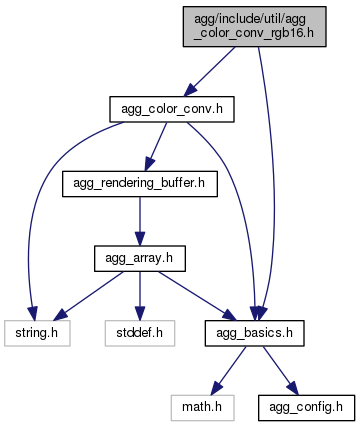 agg/include/util/agg
_color_conv_rgb16.h
agg_color_conv.h
agg_rendering_buffer.h
agg_array.h
string.h
stddef.h
agg_basics.h
math.h
agg_config.h